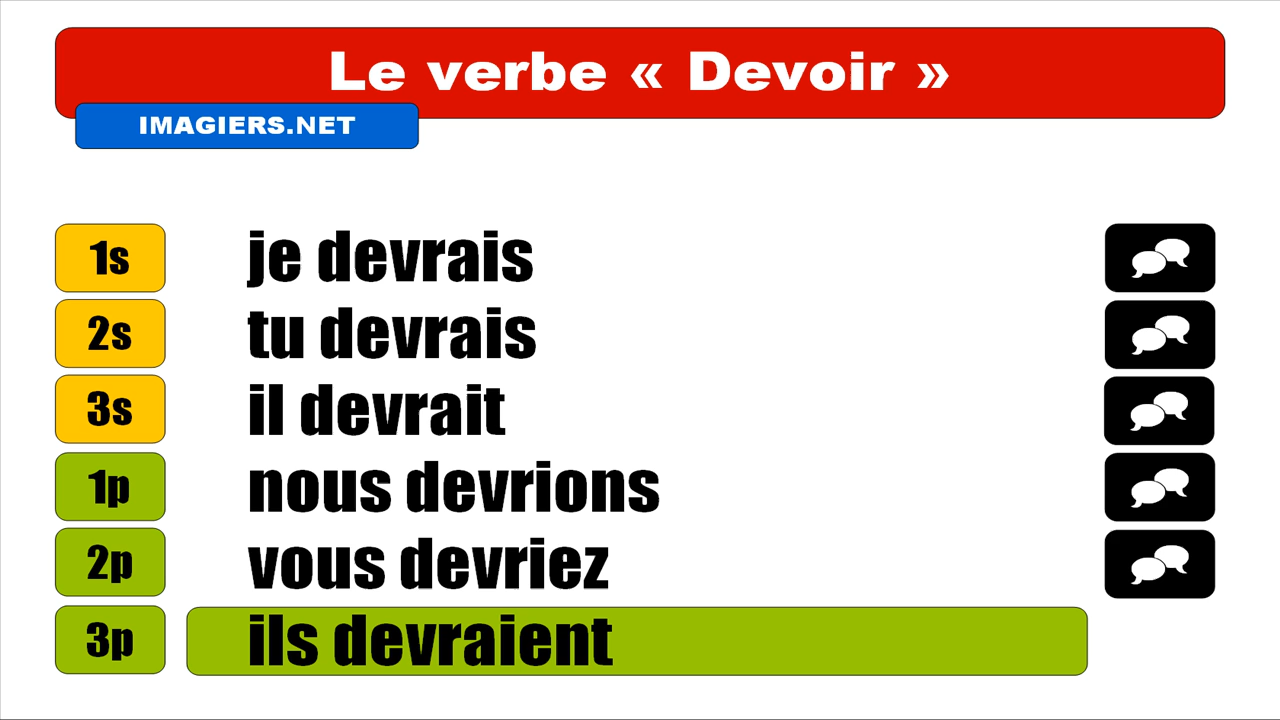 Le verbe « Devoir »
IMAGIERS.NET
1s je devrais
2s tu devrais
3s il devrait
1p nous devrions
2p vous devriez
3p ils devraient